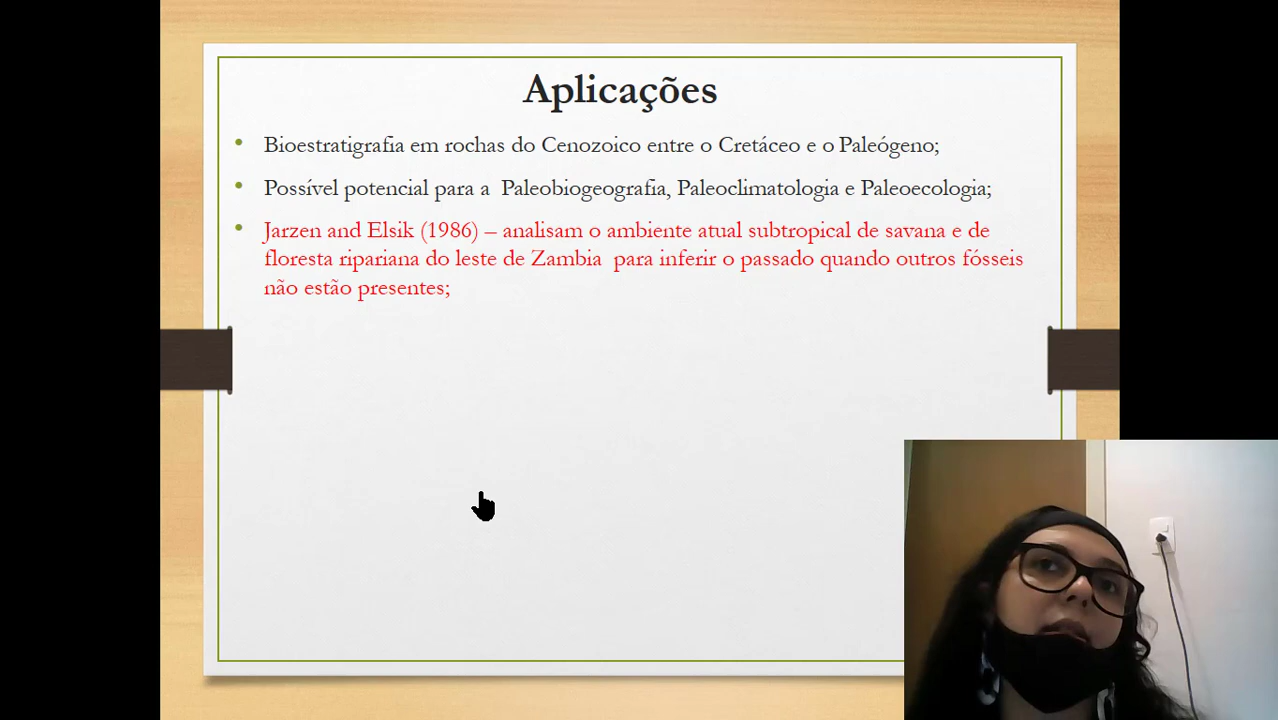 Aplicações
Bioestratigrafia em rochas do Cenozoico entre o Cretáceo e o Paleógeno;
Possível potencial para a Paleobiogeografia, Paleoclimatologia e Paleoecologia;
Jarzen and Elsik (1986) – analisam o ambiente atual subtropical de savana e de
floresta ripariana do leste de Zambia para inferir o passado quando outros fósseis
não estão presentes;